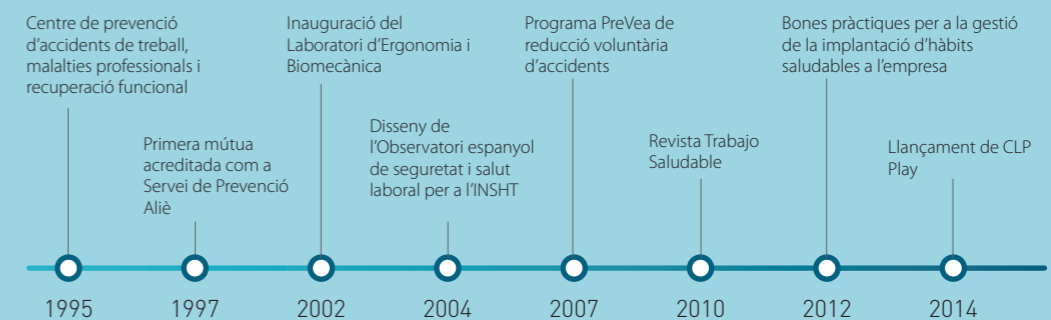 Centre de prevenció
d'accidents de treball,
malalties professionals i
recuperació funcional
Primera mútua
acreditada com a
Servei de Prevenció
Aliè
Inauguració del
Laboratori d'Ergonomia i
Biomecànica
Disseny de
l'Observatori espanyol
de seguretat i salut
laboral per a l'INSHT
Programa PreVea de
reducció voluntària
d'accidents
Revista Trabajo
Saludable
Bones pràctiques per a la gestió
de la implantació d'hàbits
saludables a l'empresa
Llançament de CLP
Play
1995
1997
2002
2004
2007
2010
2012
2014